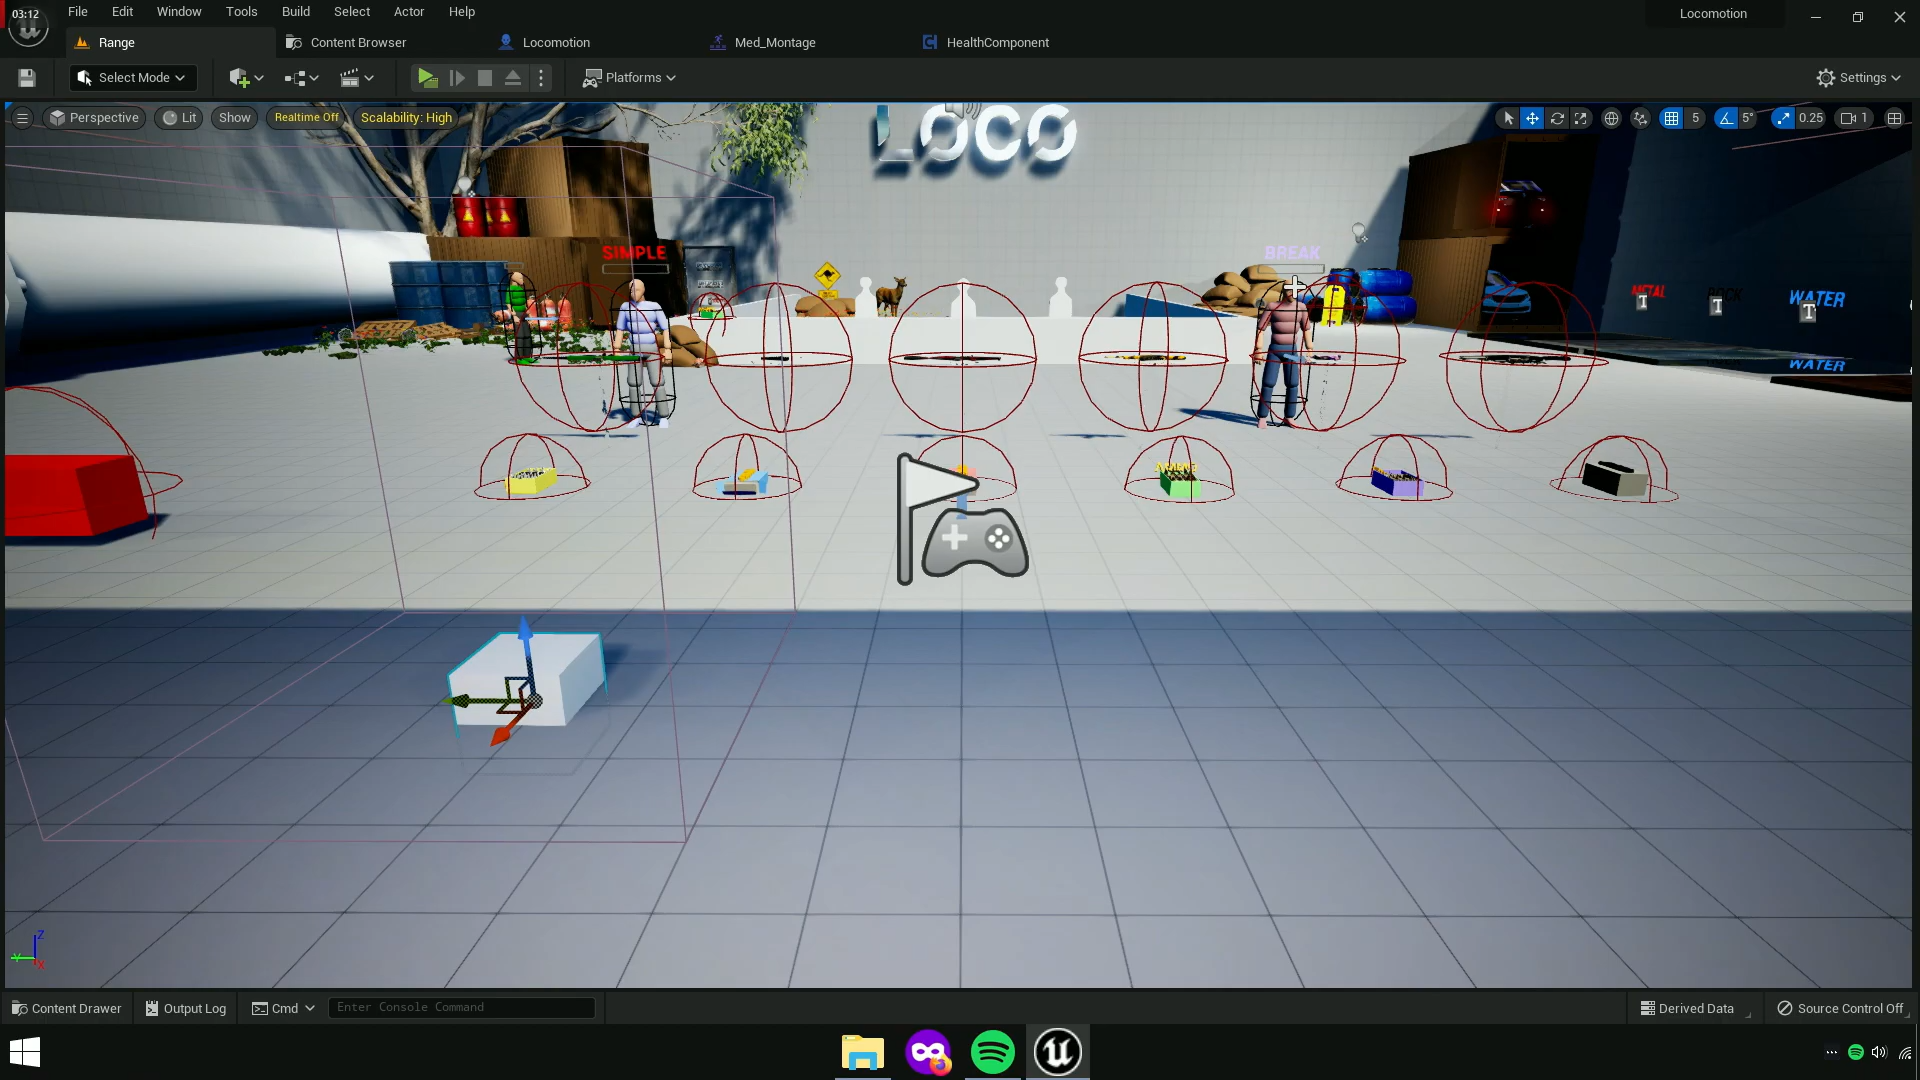 03:12
File Edit Window Tools Build Select Actor Help
Locomotion
Range Content Browser Locomotion Med_Montage HealthComponent
Select Mode Platforms Settings
Perspective Lit Show Realtime Off Scalability: High 5 5° 0.25 1
LOCO
SIMPLE
BREAK
METAL
ROCK
WATER
T T T
WATER
Z
Y
X
Content Drawer Output Log Cmd Enter Console Command Derived Data Source Control Off